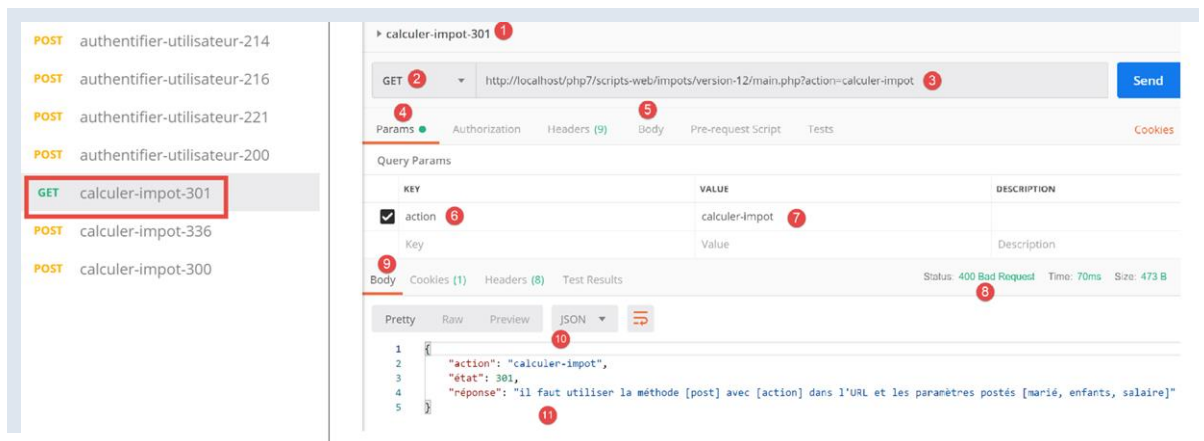 POST authentifier-utilisateur-214
POST authentifier-utilisateur-216
POST authentifier-utilisateur-221
POST authentifier-utilisateur-200
GET calculer-impot-301
POST calculer-impot-336
POST calculer-impot-300
calculer-impot-301 1
GET 2 http://localhost/php7/scripts-web/impots/version-12/main.php?action=calculer-impot 3 Send
4 5
Params Authorization Headers (9) Body Pre-request Script Tests Cookies
Query Params
KEY VALUE DESCRIPTION
action 6 calculer-impot 7
Key Value Description
9
Body Cookies (1) Headers (8) Test Results Status: 400 Bad Request Time: 70ms Size: 473 B
8
Pretty Raw Preview JSON
10
1 {
2 "action": "calculer-impot",
3 "état": 301,
4 "réponse": "il faut utiliser la méthode [post] avec [action] dans l'URL et les paramètres postés [marié, enfants, salaire]"
5 }
11